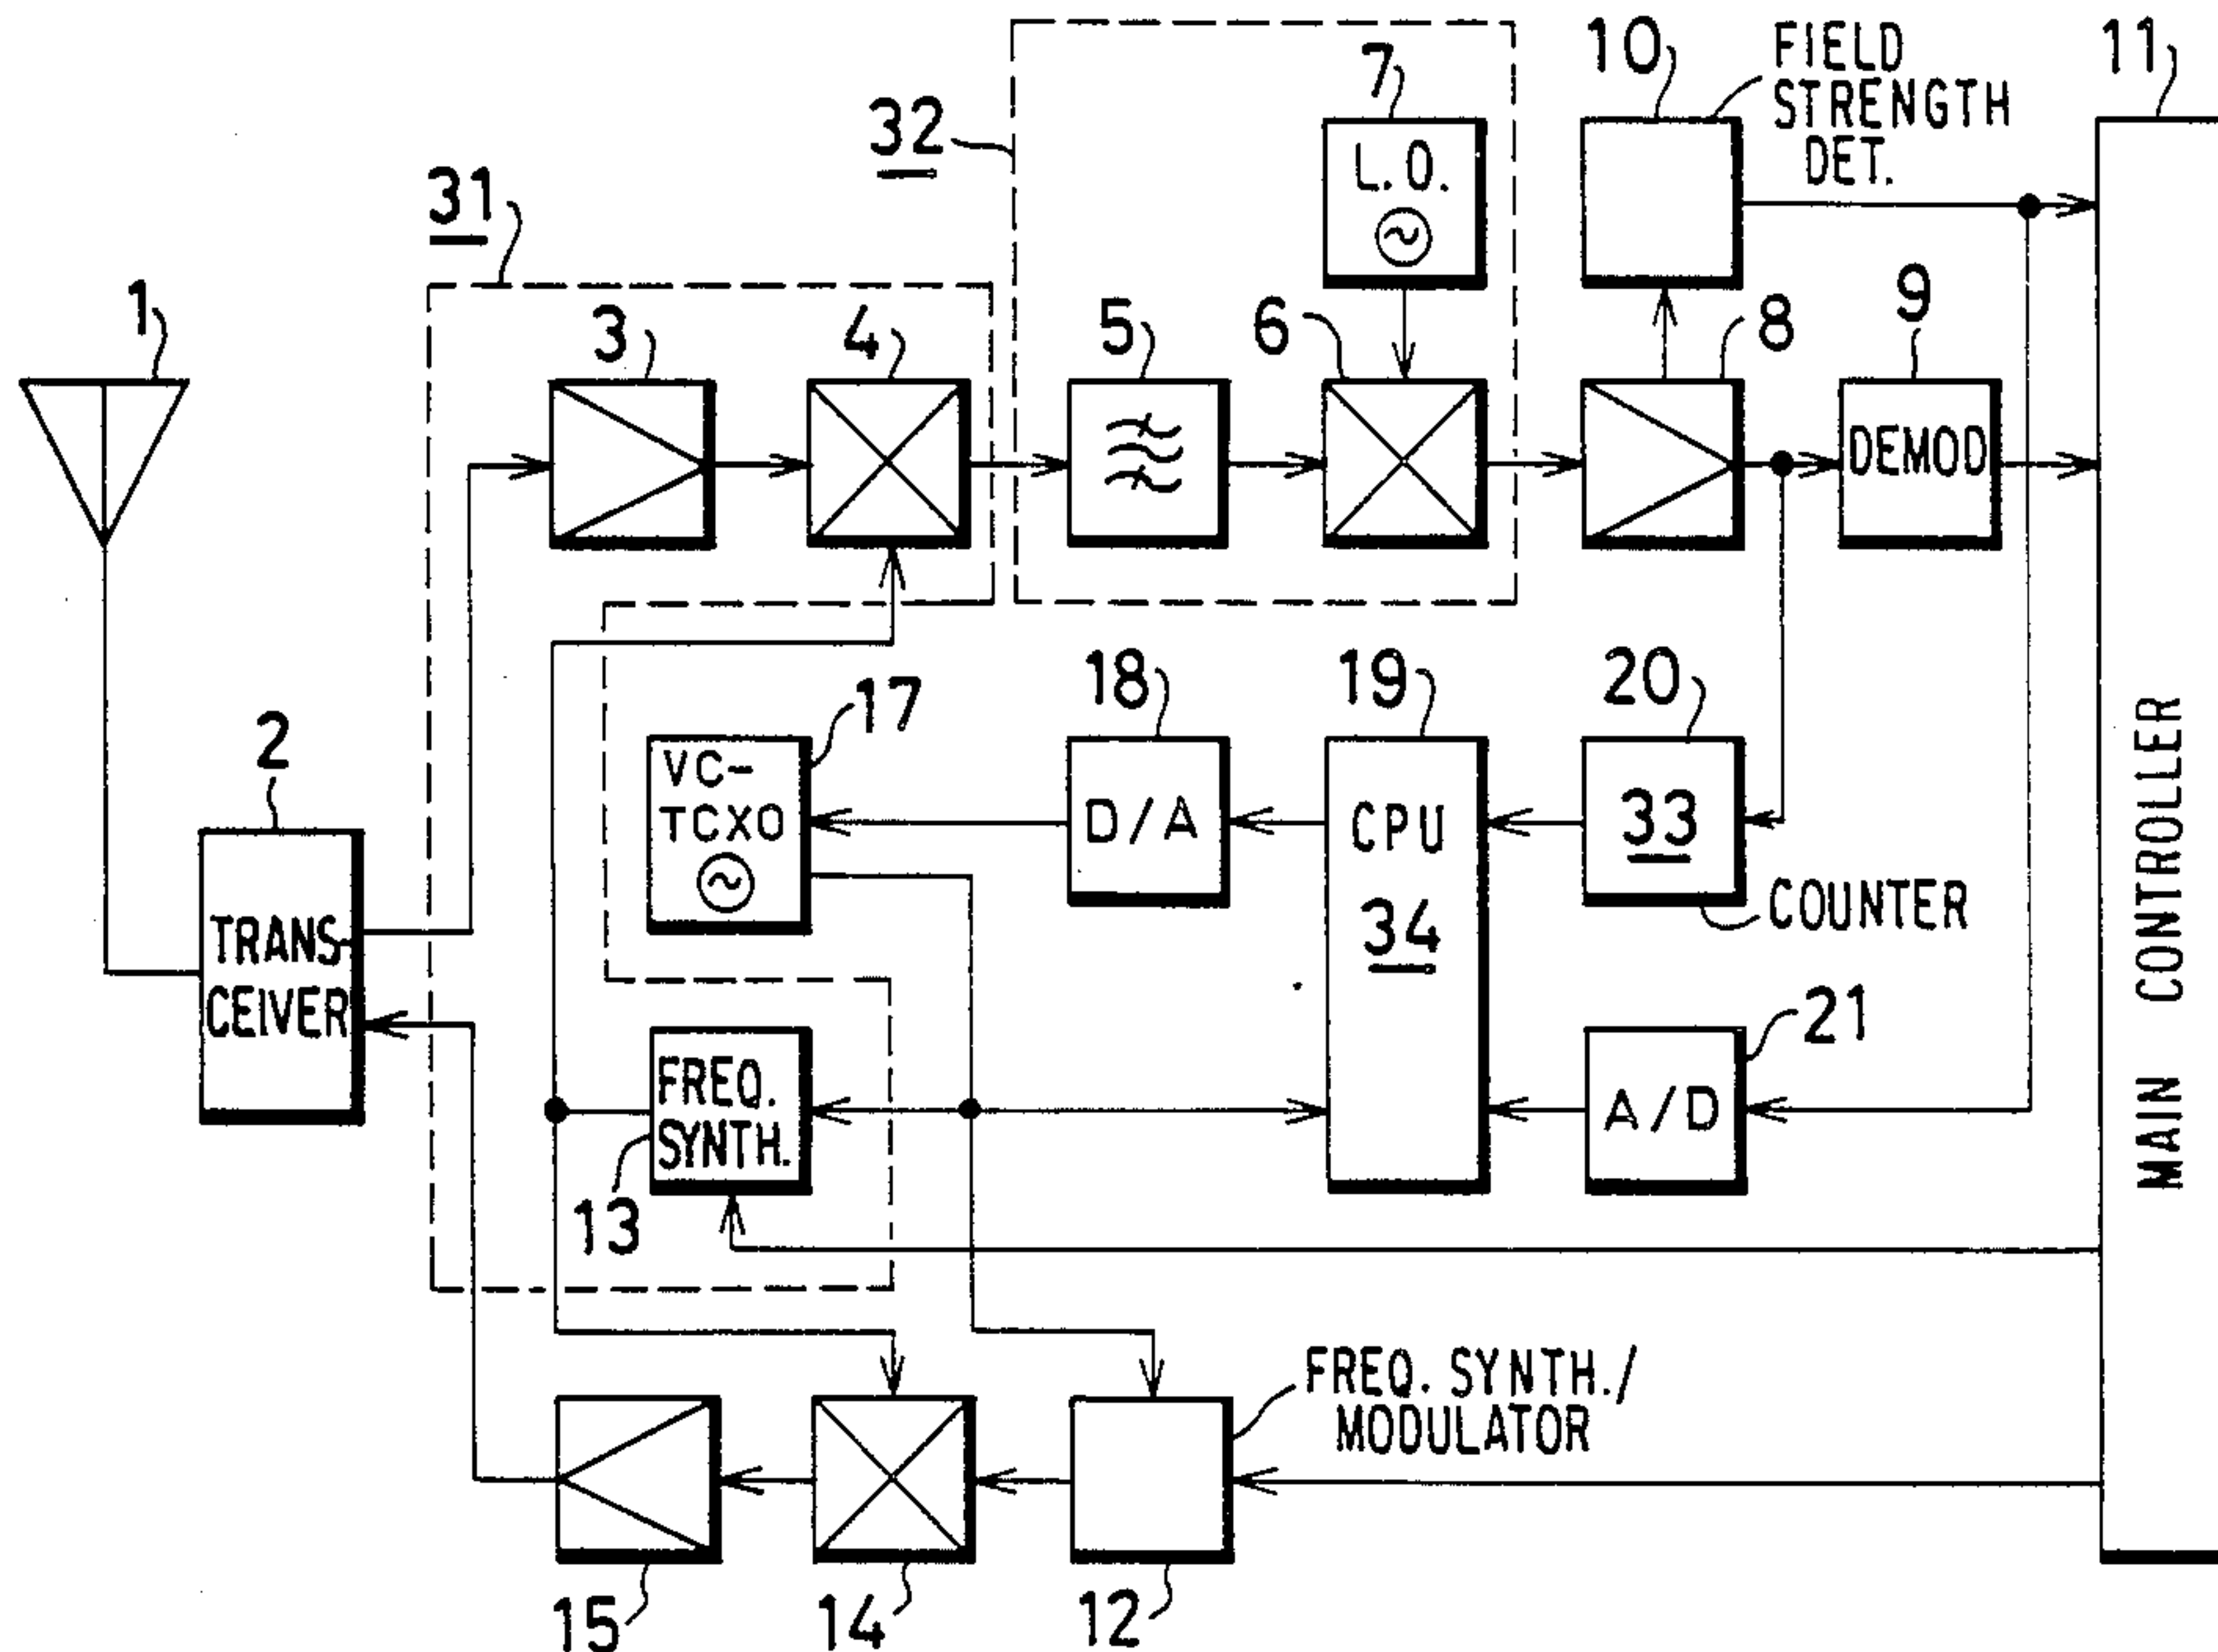 10
FIELD
STRENGTH
DET.
11
7
32
L.O.
31
1
3
4
5
6
8
9
DEMOD
2
17
VC-
TCXO
18
D/A
19
CPU
34
20
33
COUNTER
TRANS-
CEIVER
13
FREQ.
SYNTH.
21
A/D
MAIN CONTROLLER
FREQ. SYNTH./
MODULATOR
15
14
12